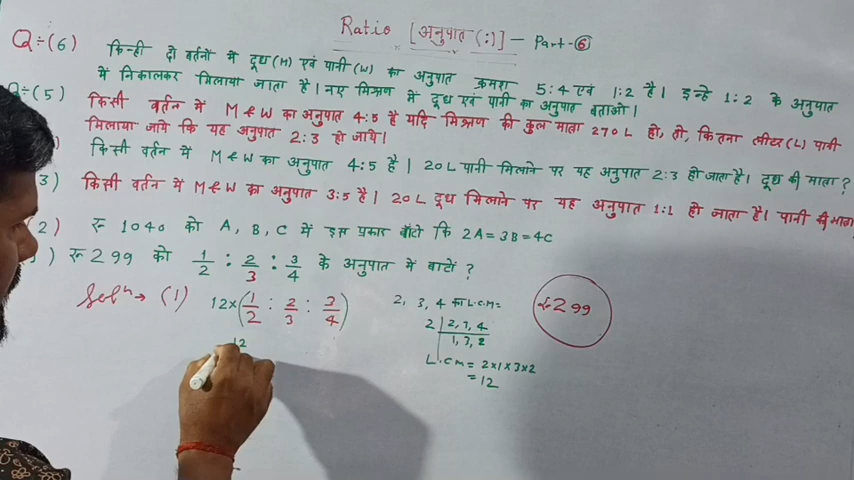 Ratio [अनुपात (:)] – Part-⑥
Q÷(6) किन्ही दो बर्तनों में दूध (M) एवं पानी (W) का अनुपात क्रमश 5:4 एवं 1:2 है। इन्हे 1:2 के अनुपात
में निकालकर मिलाया जाता है। नए मिश्रण में दूध एवं पानी का अनुपात बताओ।
Q÷(5) किसी बर्तन में M & W का अनुपात 4:5 है यदि मिश्रण की कुल मात्रा 270 L हो, तो, कितना लीटर (L) पानी
मिलाया जाये कि यह अनुपात 2:3 हो जाये।
) किसी बर्तन में M & W का अनुपात 4:5 है। 20 L पानी मिलाने पर यह अनुपात 2:3 हो जाता है। दूध की मात्रा?
3) किसी बर्तन में M & W का अनुपात 3:5 है। 20 L दूध मिलाने पर यह अनुपात 1:1 हो जाता है। पानी की मात्रा
2) रू 1040 को A, B, C में इस प्रकार बाँटो कि 2A=3B=4C
) रू 299 को 1/2 : 2/3 : 3/4 के अनुपात में बाटों ?
Solⁿ→ (1) 12×(1/2 : 2/3 : 3/4)
2, 3, 4 का L.C.M=
2 | 2, 3, 4
1, 3, 2
L.C.M = 2×1×3×2
= 12
रू 299
12